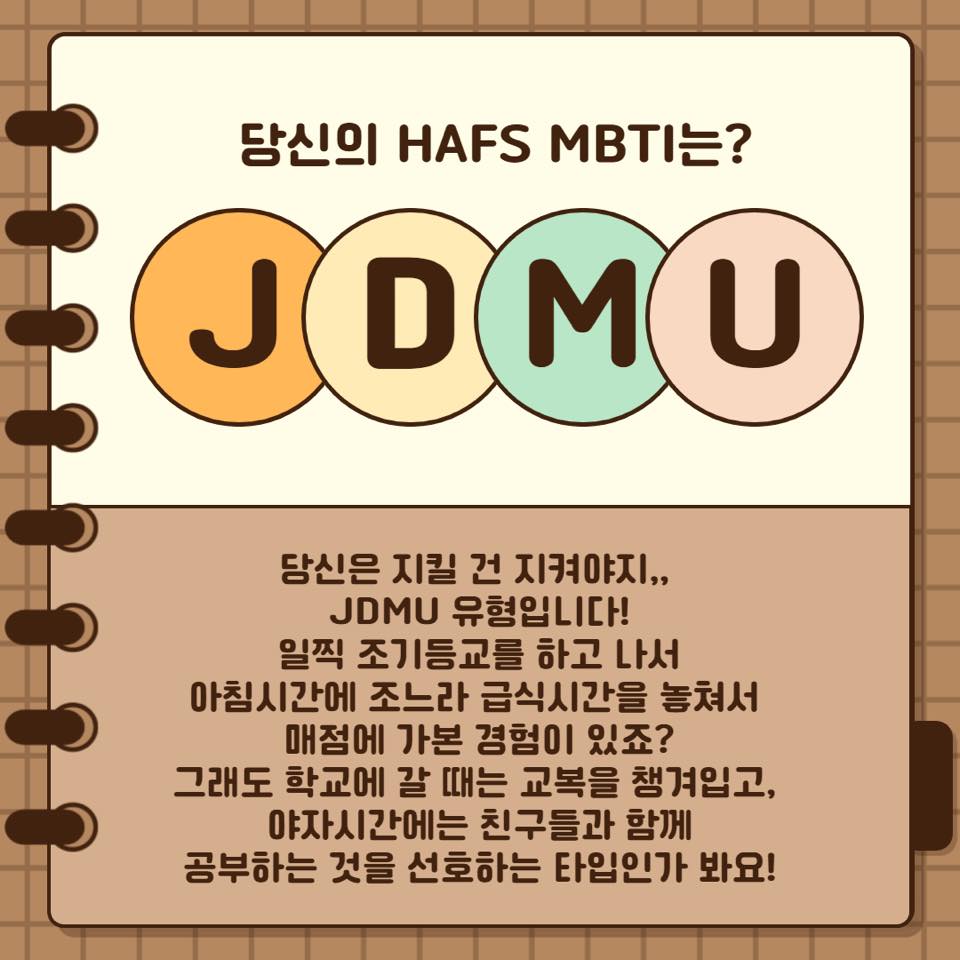 당신의 HAFS MBTI는?
J D M U
당신은 지킬 건 지켜야지,,
JDMU 유형입니다!
일찍 조기등교를 하고 나서
아침시간에 조느라 급식시간을 놓쳐서
매점에 가본 경험이 있죠?
그래도 학교에 갈 때는 교복을 챙겨입고,
야자시간에는 친구들과 함께
공부하는 것을 선호하는 타입인가 봐요!